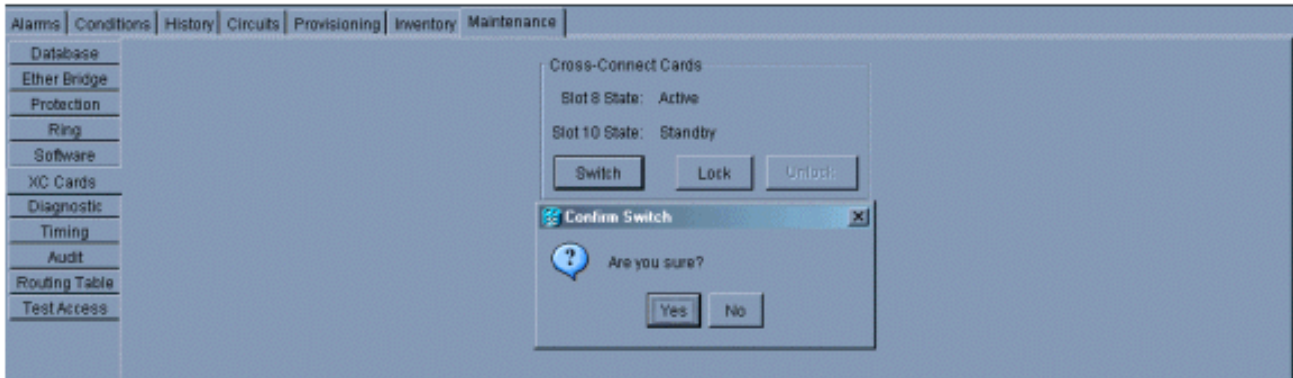 Alarms Conditions History Circuits Provisioning Inventory Maintenance
Database
Ether Bridge
Protection
Ring
Software
XC Cards
Diagnostic
Timing
Audit
Routing Table
Test Access
Cross-Connect Cards
Slot 8 State: Active
Slot 10 State: Standby
Switch Lock Unlock
Confirm Switch
Are you sure?
Yes No